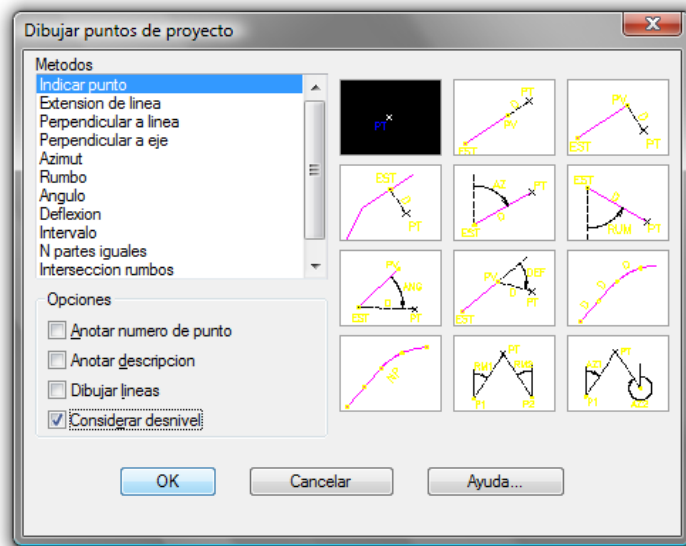 Dibujar puntos de proyecto
Metodos
Indicar punto
Extension de linea
Perpendicular a linea
Perpendicular a eje
Azimut
Rumbo
Angulo
Deflexion
Intervalo
N partes iguales
Interseccion rumbos
Opciones
Anotar numero de punto
Anotar descripcion
Dibujar lineas
Considerar desnivel
PT
EST PV D PT
EST PV D PT
EST D PT
EST AZ D PT
EST D RUM PT
EST PV ANG D PT
EST PV D DEF PT
D D D
PT P1 P2
PT AZ1 P1 AZ2
OK
Cancelar
Ayuda...